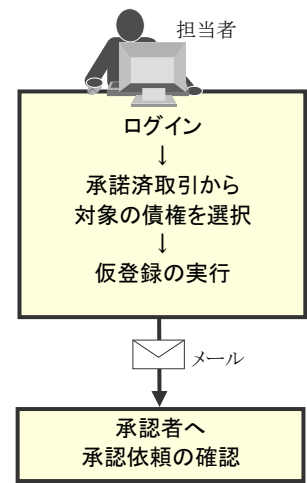 担当者
ログイン
↓
承諾済取引から
対象の債権を選択
↓
仮登録の実行
メール
承認者へ
承認依頼の確認